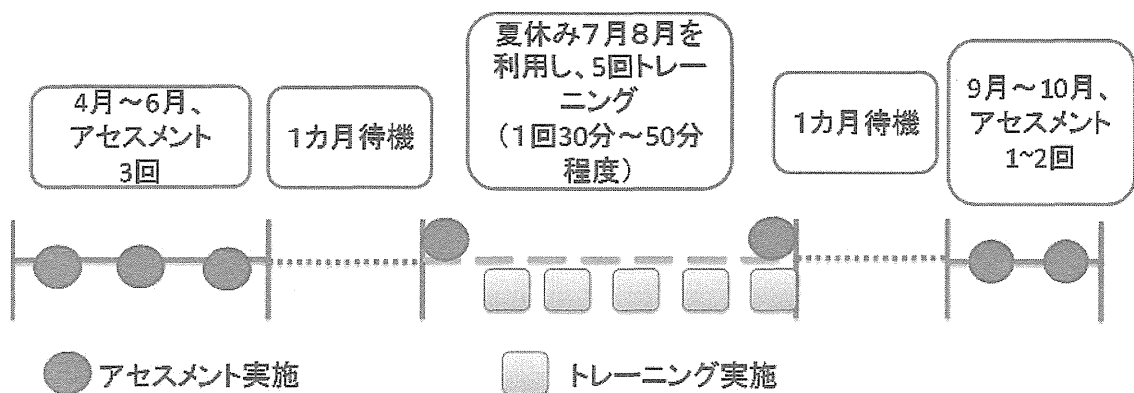 4月～6月、
アセスメント
3回
1カ月待機
夏休み7月8月を
利用し、5回トレー
ニング
（1回30分～50分
程度）
1カ月待機
9月～10月、
アセスメント
1~2回
アセスメント実施
トレーニング実施